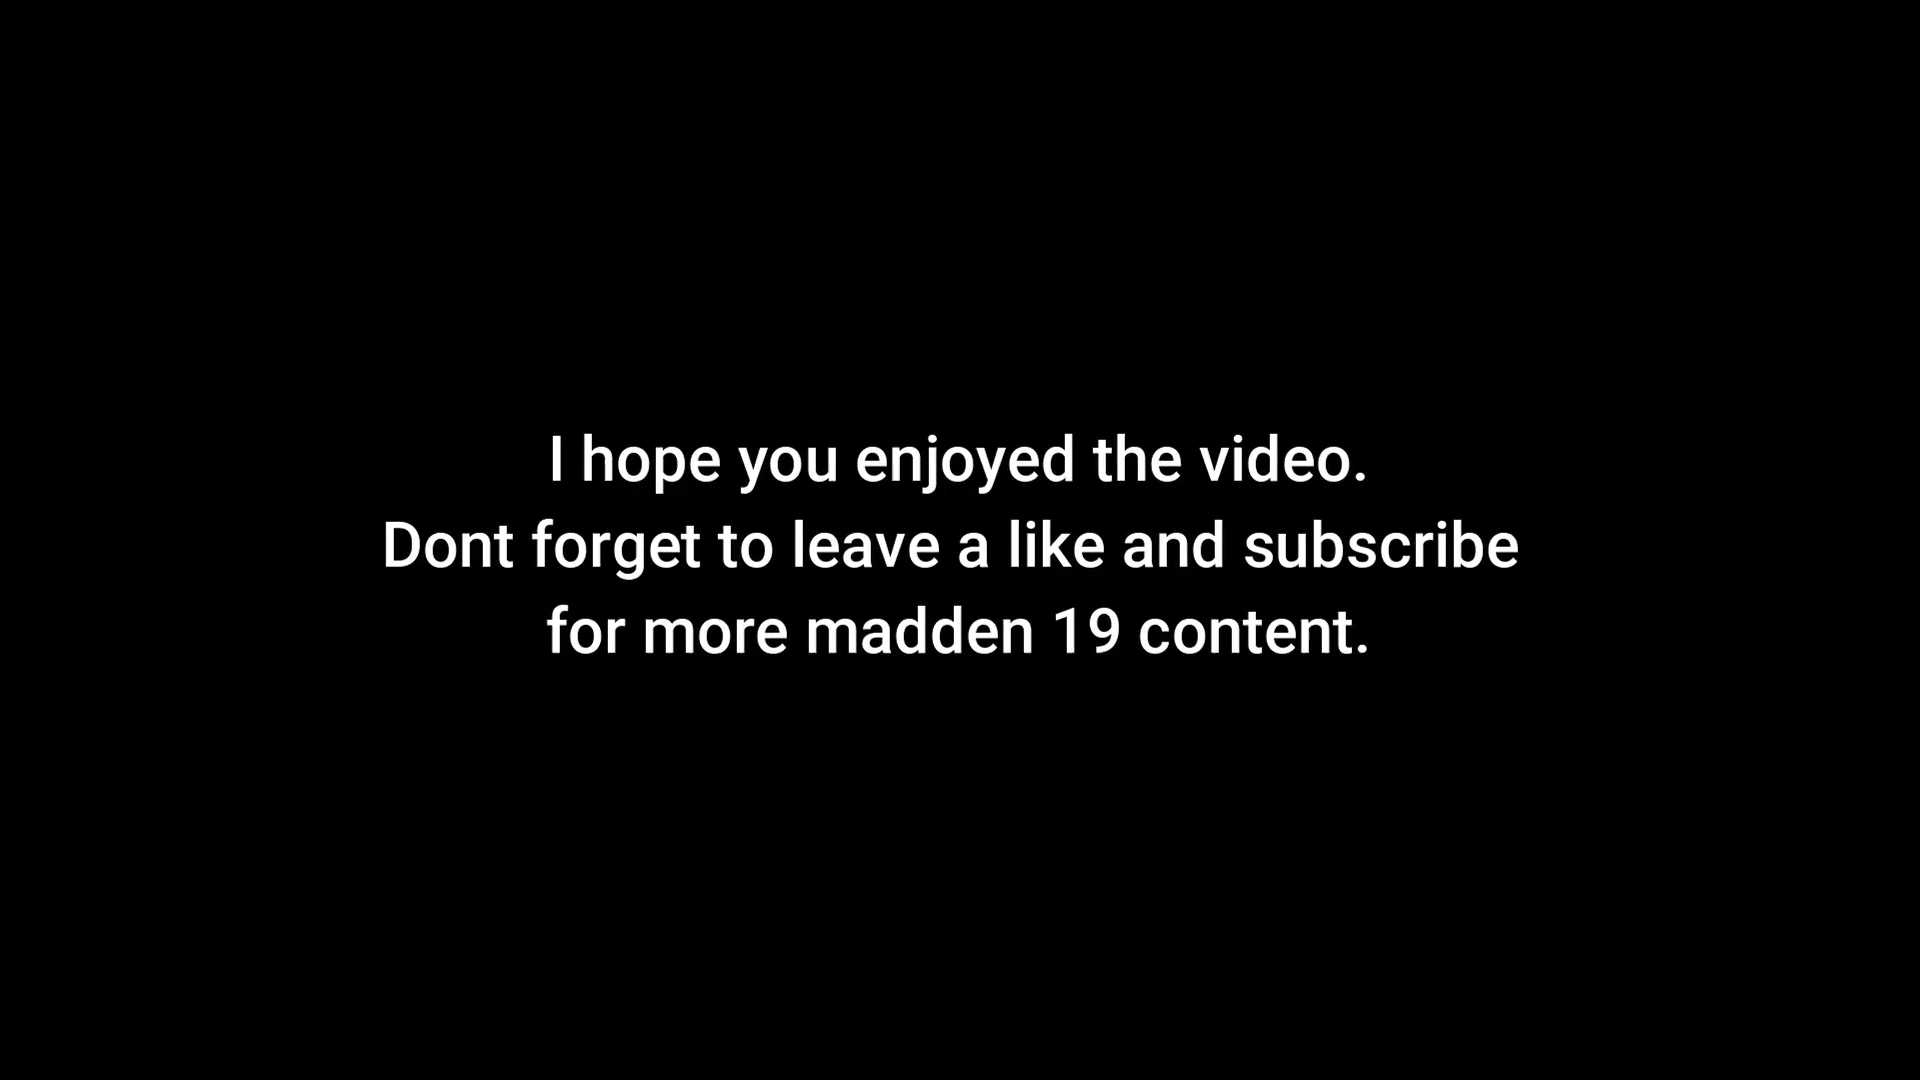 I hope you enjoyed the video.
Dont forget to leave a like and subscribe
for more madden 19 content.